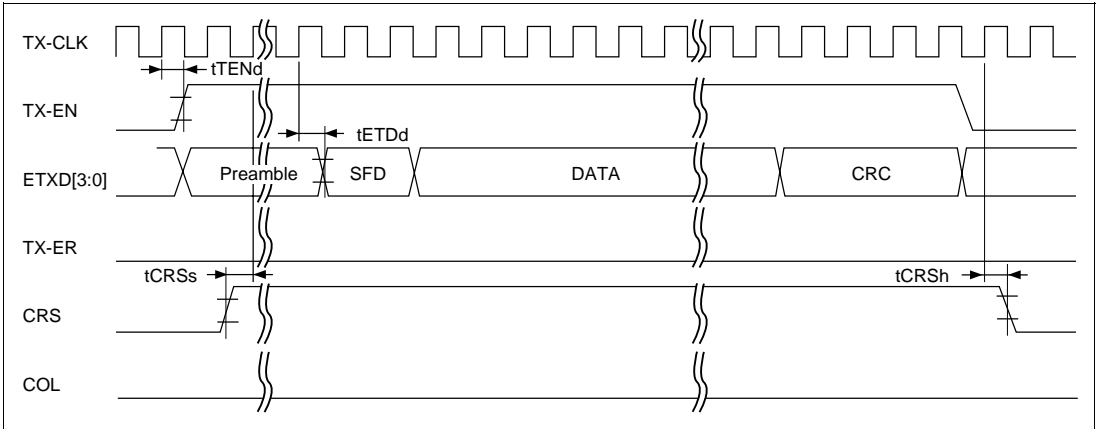 TX-CLK
tTENd
TX-EN
tETDd
ETXD[3:0]
Preamble
SFD
DATA
CRC
TX-ER
tCRSs
tCRSh
CRS
COL